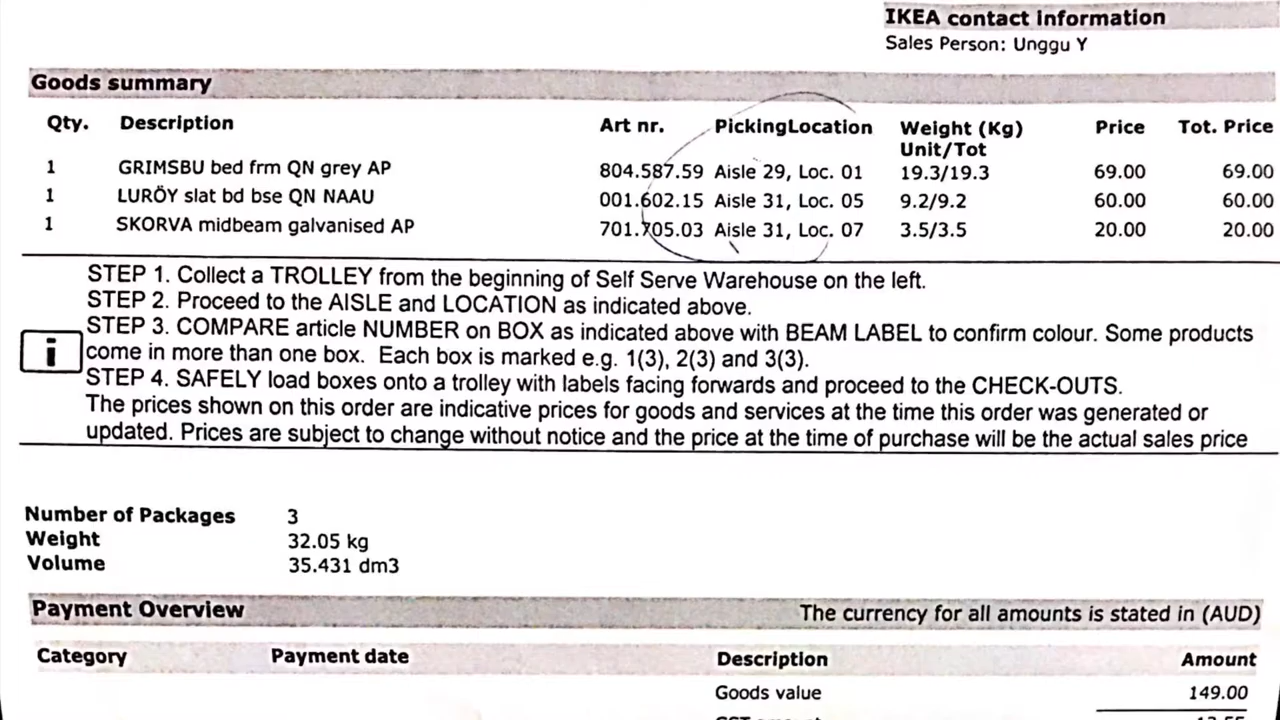 IKEA contact information
Sales Person: Unggu Y
Goods summary
Qty. Description Art nr. PickingLocation Weight (Kg) Price Tot. Price
Unit/Tot
1 GRIMSBU bed frm QN grey AP 804.587.59 Aisle 29, Loc. 01 19.3/19.3 69.00 69.00
1 LURÖY slat bd bse QN NAAU 001.602.15 Aisle 31, Loc. 05 9.2/9.2 60.00 60.00
1 SKORVA midbeam galvanised AP 701.705.03 Aisle 31, Loc. 07 3.5/3.5 20.00 20.00
STEP 1. Collect a TROLLEY from the beginning of Self Serve Warehouse on the left.
STEP 2. Proceed to the AISLE and LOCATION as indicated above.
STEP 3. COMPARE article NUMBER on BOX as indicated above with BEAM LABEL to confirm colour. Some products
i come in more than one box. Each box is marked e.g. 1(3), 2(3) and 3(3).
STEP 4. SAFELY load boxes onto a trolley with labels facing forwards and proceed to the CHECK-OUTS.
The prices shown on this order are indicative prices for goods and services at the time this order was generated or
updated. Prices are subject to change without notice and the price at the time of purchase will be the actual sales price
Number of Packages 3
Weight 32.05 kg
Volume 35.431 dm3
Payment Overview The currency for all amounts is stated in (AUD)
Category Payment date Description Amount
Goods value 149.00